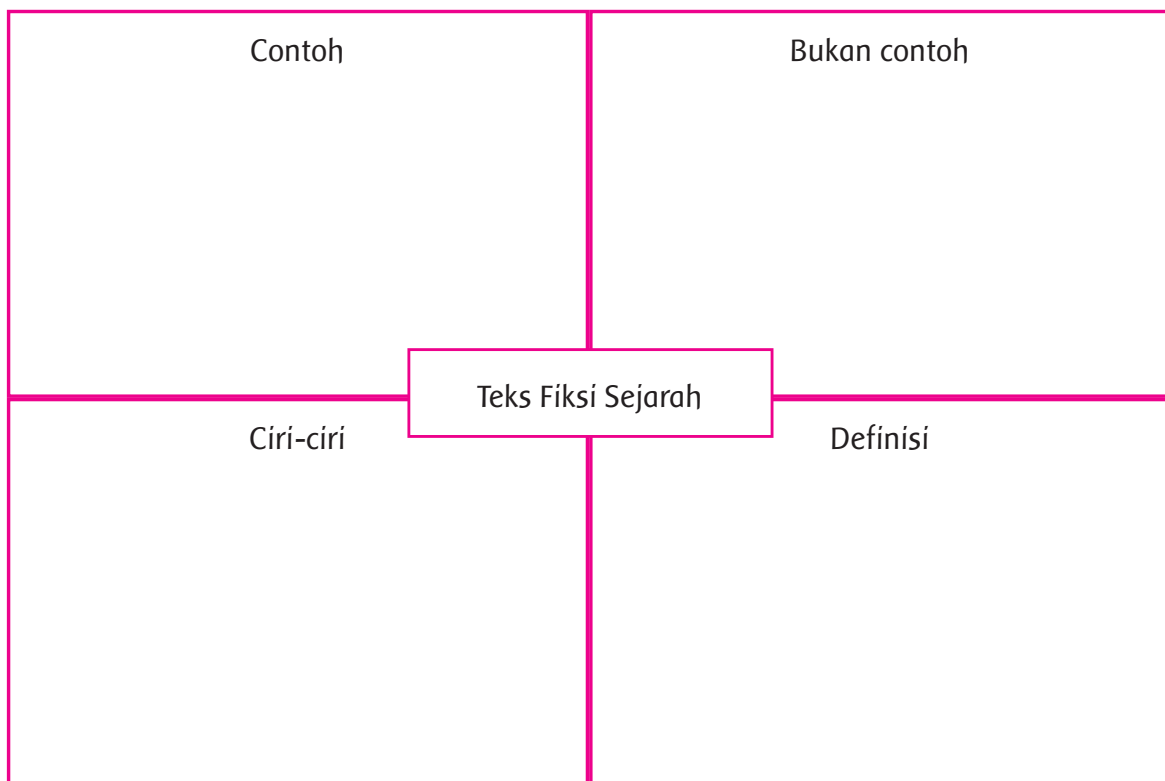 Contoh
Bukan contoh
Teks Fiksi Sejarah
Ciri-ciri
Definisi